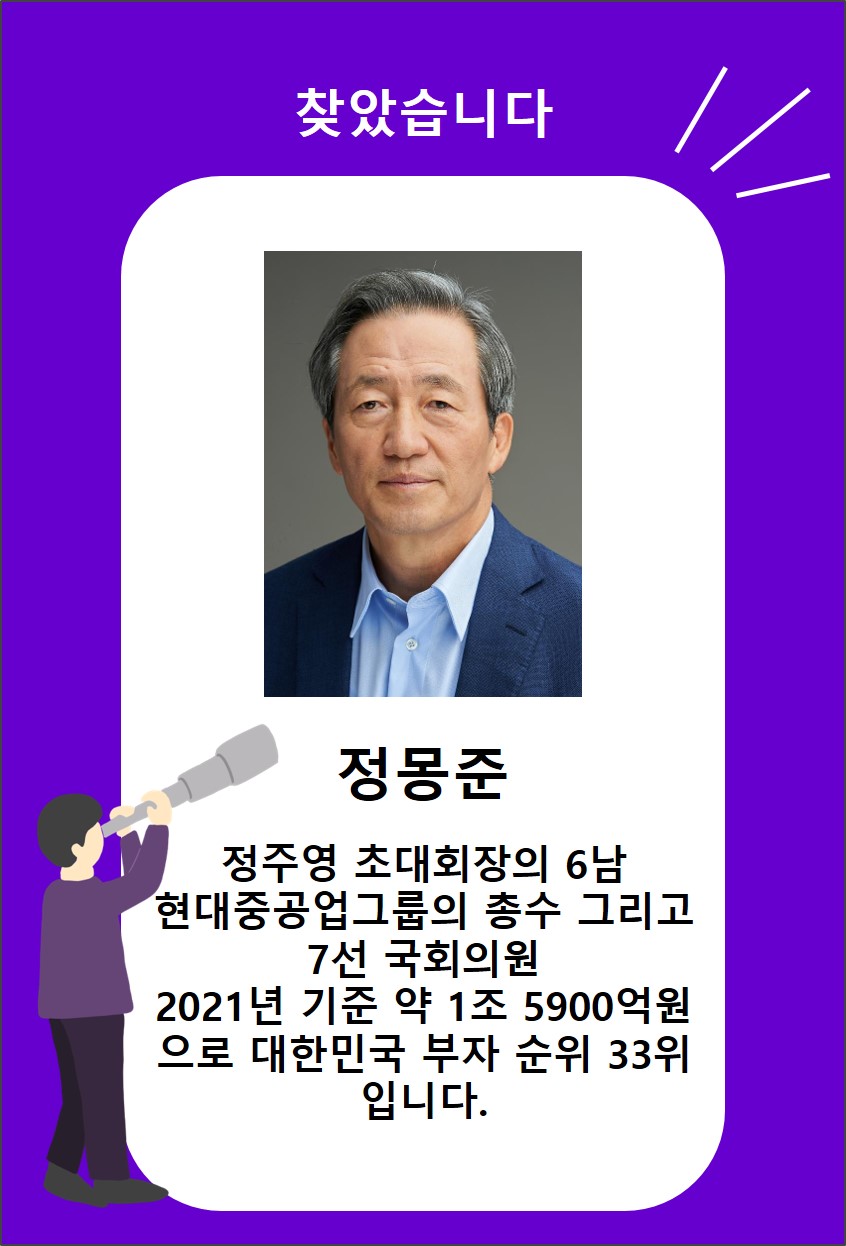 찾았습니다
정몽준
정주영 초대회장의 6남
현대중공업그룹의 총수 그리고
7선 국회의원
2021년 기준 약 1조 5900억원
으로 대한민국 부자 순위 33위
입니다.